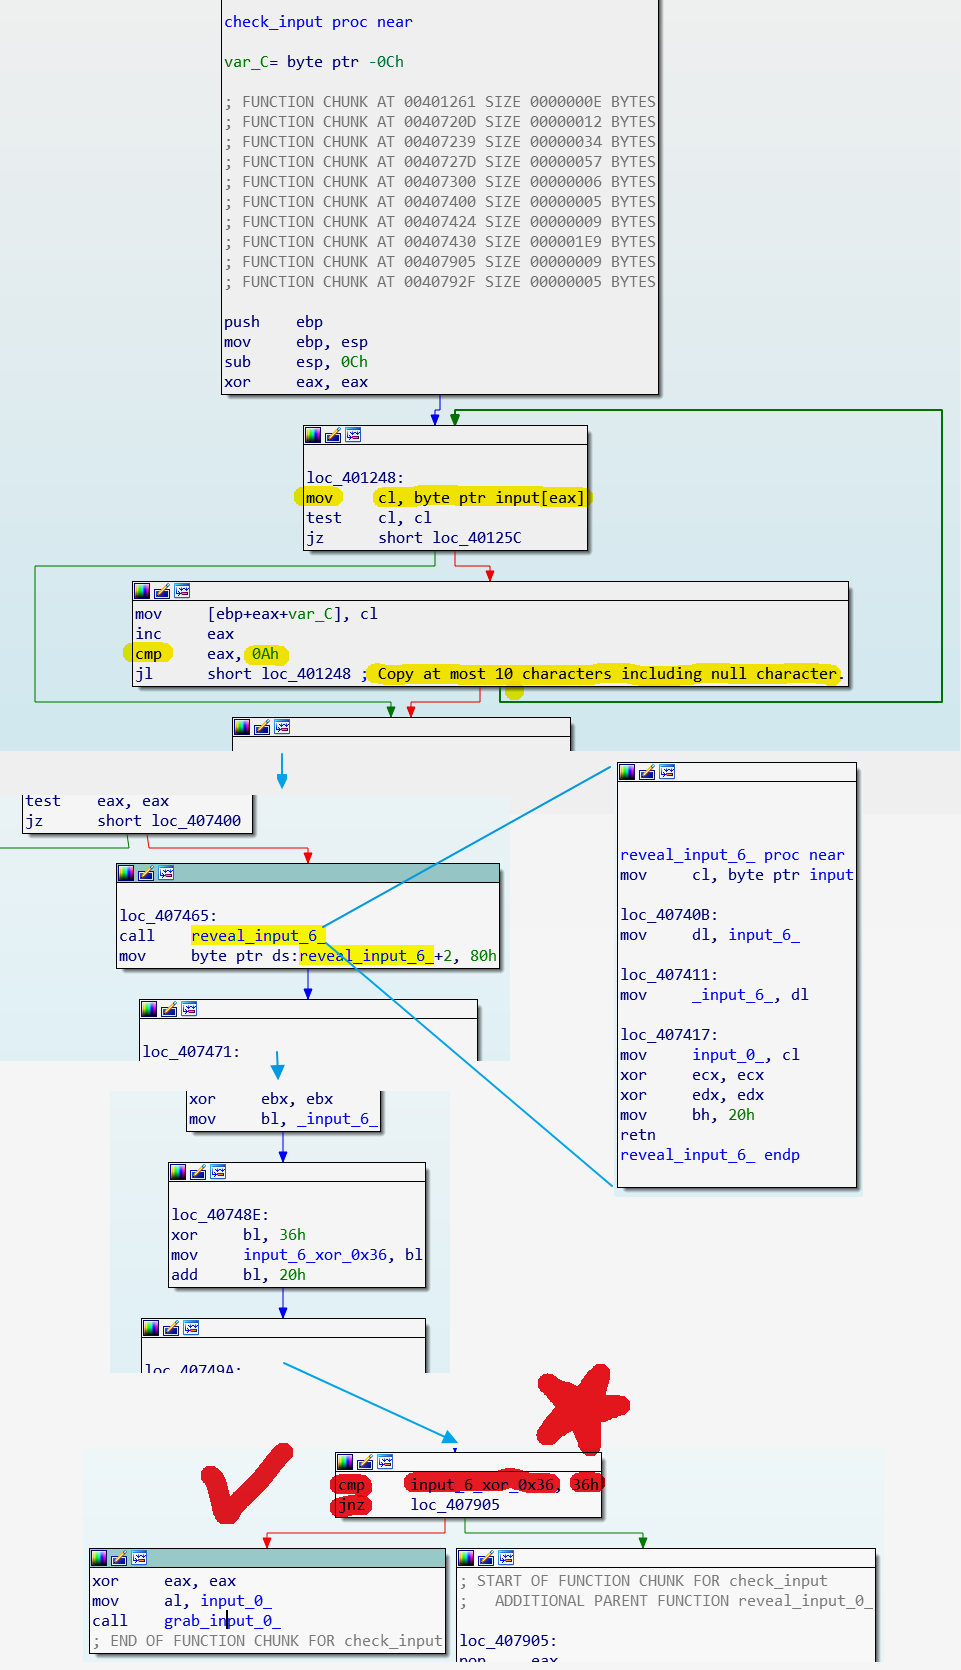 check_input proc near
var_C= byte ptr -0Ch
; FUNCTION CHUNK AT 00401261 SIZE 0000000E BYTES
; FUNCTION CHUNK AT 0040720D SIZE 00000012 BYTES
; FUNCTION CHUNK AT 00407239 SIZE 00000034 BYTES
; FUNCTION CHUNK AT 0040727D SIZE 00000057 BYTES
; FUNCTION CHUNK AT 00407300 SIZE 00000006 BYTES
; FUNCTION CHUNK AT 00407400 SIZE 00000005 BYTES
; FUNCTION CHUNK AT 00407424 SIZE 00000009 BYTES
; FUNCTION CHUNK AT 00407430 SIZE 000001E9 BYTES
; FUNCTION CHUNK AT 00407905 SIZE 00000009 BYTES
; FUNCTION CHUNK AT 0040792F SIZE 00000005 BYTES
push ebp
mov ebp, esp
sub esp, 0Ch
xor eax, eax
loc_401248:
mov cl, byte ptr input[eax]
test cl, cl
jz short loc_40125C
mov [ebp+eax+var_C], cl
inc eax
cmp eax, 0Ah
jl short loc_401248 ; Copy at most 10 characters including null character.
test eax, eax
jz short loc_407400
loc_407465:
call reveal_input_6_
mov byte ptr ds:reveal_input_6_+2, 80h
loc_407471:
reveal_input_6_ proc near
mov cl, byte ptr input
loc_40740B:
mov dl, input_6_
loc_407411:
mov _input_6_, dl
loc_407417:
mov input_0_, cl
xor ecx, ecx
xor edx, edx
mov bh, 20h
retn
reveal_input_6_ endp
xor ebx, ebx
mov bl, _input_6_
loc_40748E:
xor bl, 36h
mov input_6_xor_0x36, bl
add bl, 20h
loc_40749A:
cmp input_6_xor_0x36, 36h
jnz loc_407905
xor eax, eax
mov al, input_0_
call grab_input_0_
; END OF FUNCTION CHUNK FOR check_input
; START OF FUNCTION CHUNK FOR check_input
; ADDITIONAL PARENT FUNCTION reveal_input_0_
loc_407905:
pop eax